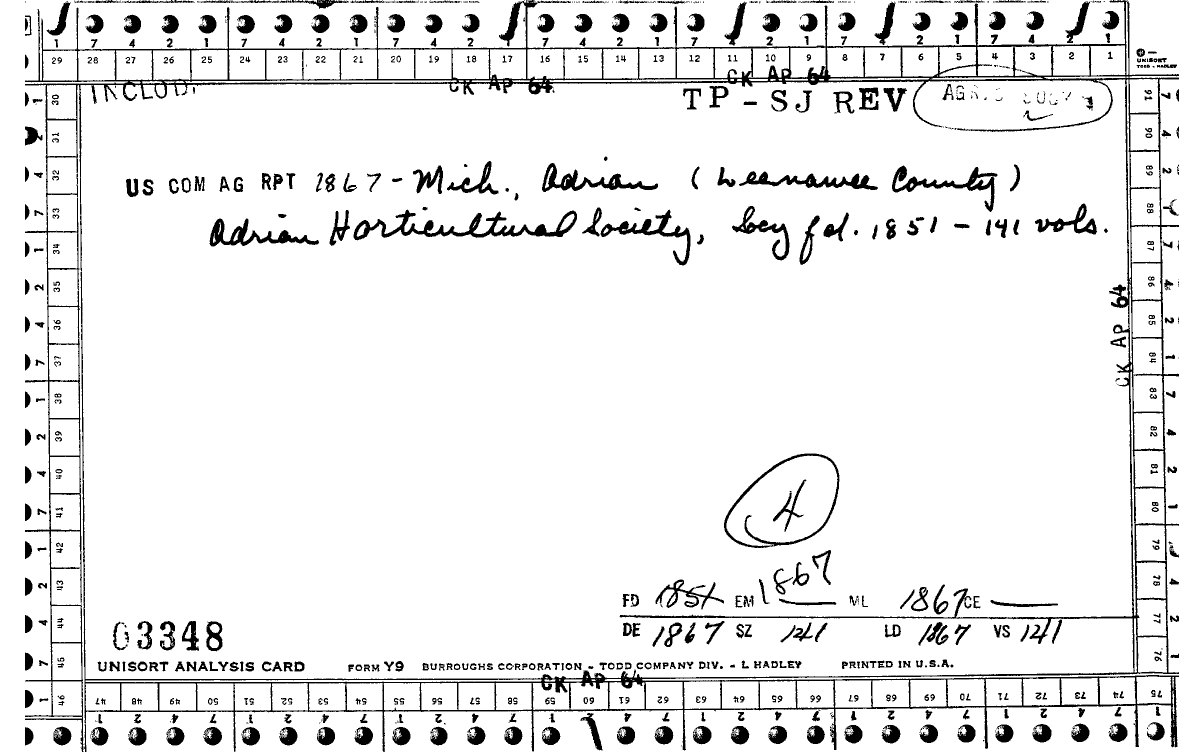 7 4 2 1 7 4 2 1 7 4 2 1 7 4 2 1 7 4 2 1 7 4 2 1 7 4 2 1
29 28 27 26 25 24 23 22 21 20 19 18 17 16 15 14 13 12 11 10 9 8 7 6 5 4 3 2 1
UNISORT
TODD - HADLEY
CK AP 64 CK AP 64
INCLOD.
TP - SJ REV
US COM AG RPT 1867 - Mich., Adrian (Leenawee County)
Adrian Horticultural Society, Socy fd. 1851 - 141 vols.
CK AP 64
4
FD 1851 EM 1867 ML 1867 CE
DE 1867 SZ 141 LD 1867 VS 141
03348
UNISORT ANALYSIS CARD FORM Y9 BURROUGHS CORPORATION - TODD COMPANY DIV. - L HADLEY PRINTED IN U.S.A.
CK AP 64
30 31 32 33 34 35 36 37 38 39 40 41 42 43 44 45 46
47 48 49 50 51 52 53 54 55 56 57 58 59 60 61 62 63 64 65 66 67 68 69 70 71 72 73 74 75
91 90 89 88 87 86 85 84 83 82 81 80 79 78 77 76